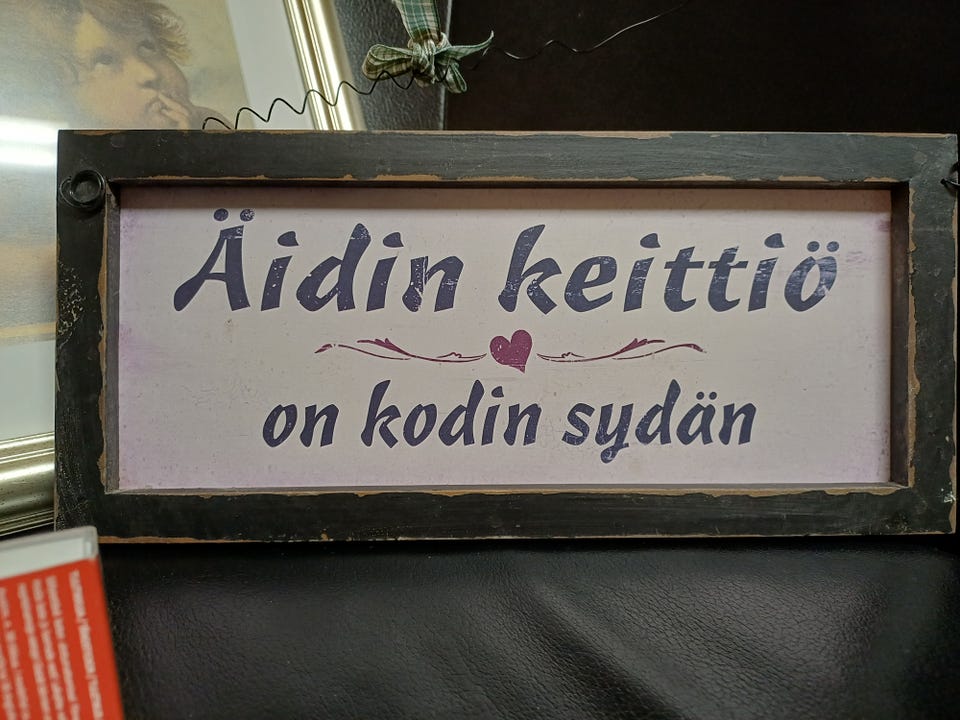 Äidin keittiö
on kodin sydän